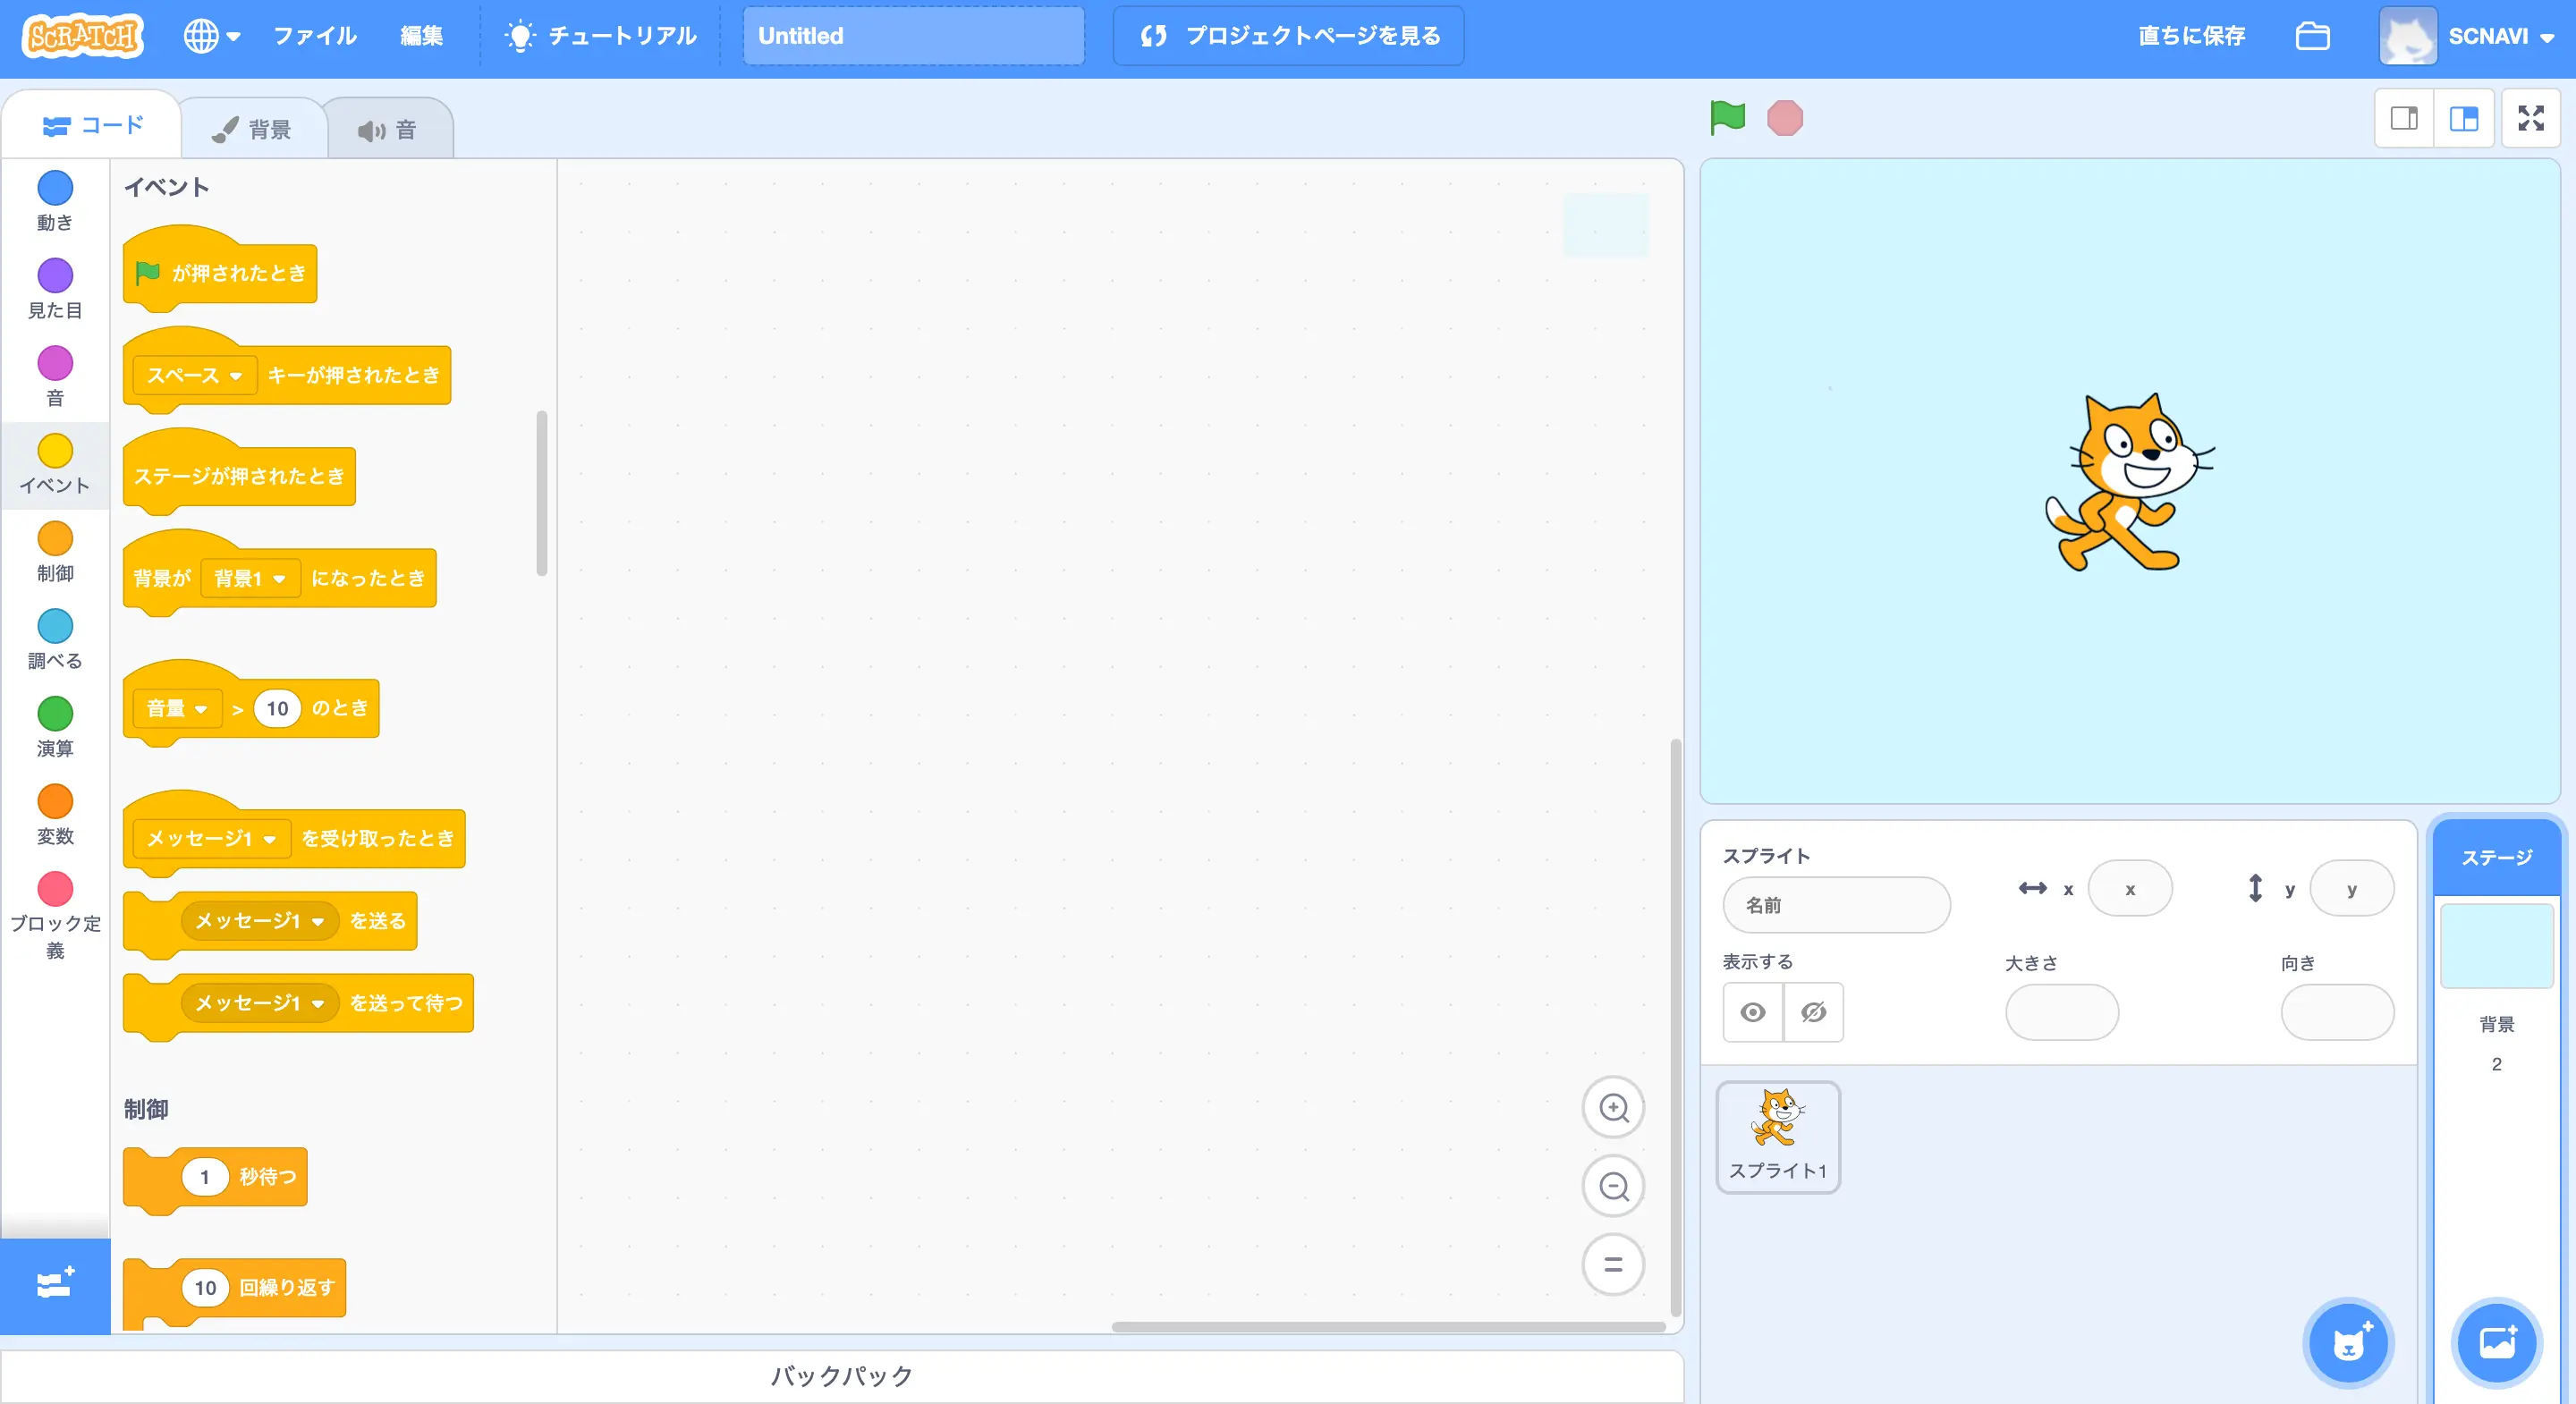 SCRATCH
ファイル
編集
チュートリアル
Untitled
プロジェクトページを見る
直ちに保存
SCNAVI
コード
背景
音
動き
見た目
音
イベント
制御
調べる
演算
変数
ブロック定
義
イベント
が押されたとき
スペース キーが押されたとき
ステージが押されたとき
背景が 背景1 になったとき
音量 > 10 のとき
メッセージ1 を受け取ったとき
メッセージ1 を送る
メッセージ1 を送って待つ
制御
1 秒待つ
10 回繰り返す
バックパック
スプライト
名前
x x
y y
表示する
大きさ
向き
スプライト1
ステージ
背景
2